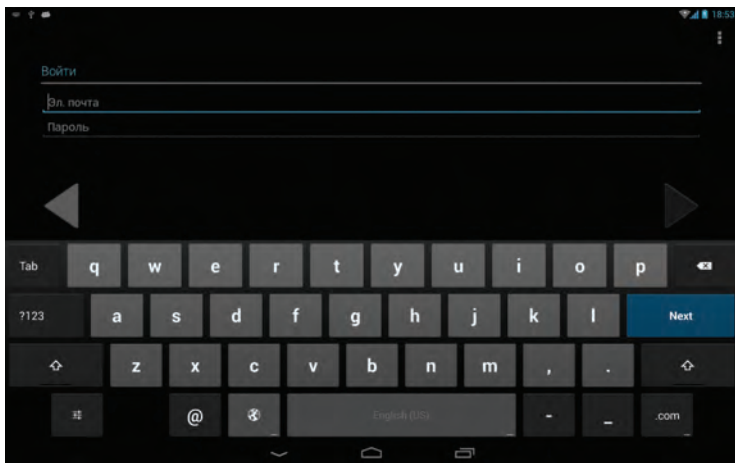 18:53
Войти
Эл. почта
Пароль
Tab q w e r t y u i o p
?123 a s d f g h j k l Next
z x c v b n m , .
@ English (US) - _ .com